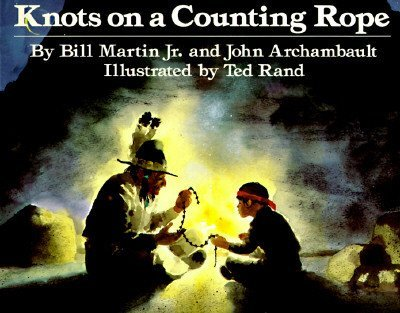 Knots on a Counting Rope
By Bill Martin Jr. and John Archambault
Illustrated by Ted Rand